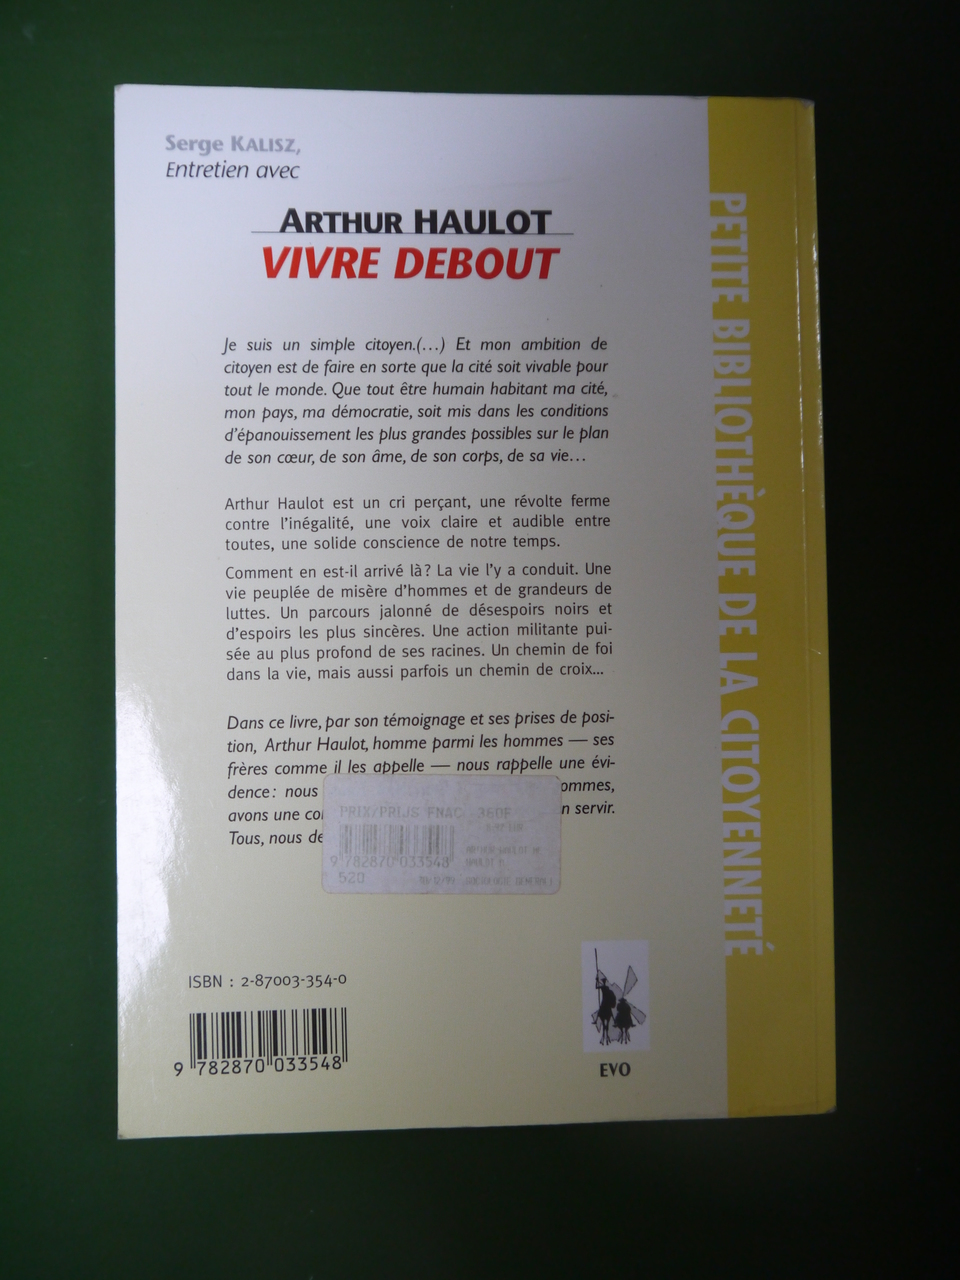 Serge KALISZ,
Entretien avec
ARTHUR HAULOT
VIVRE DEBOUT
Je suis un simple citoyen.(…) Et mon ambition de
citoyen est de faire en sorte que la cité soit vivable pour
tout le monde. Que tout être humain habitant ma cité,
mon pays, ma démocratie, soit mis dans les conditions
d'épanouissement les plus grandes possibles sur le plan
de son cœur, de son âme, de son corps, de sa vie…
Arthur Haulot est un cri perçant, une révolte ferme
contre l'inégalité, une voix claire et audible entre
toutes, une solide conscience de notre temps.
Comment en est-il arrivé là? La vie l'y a conduit. Une
vie peuplée de misère d'hommes et de grandeurs de
luttes. Un parcours jalonné de désespoirs noirs et
d'espoirs les plus sincères. Une action militante pui-
sée au plus profond de ses racines. Un chemin de foi
dans la vie, mais aussi parfois un chemin de croix...
Dans ce livre, par son témoignage et ses prises de posi-
tion, Arthur Haulot, homme parmi les hommes — ses
frères comme il les appelle — nous rappelle une évi-
dence: nous ommes,
avons une co n servir.
Tous, nous de
PRIX/PRIJS FNAC 360F
9 782870 033548
520
ISBN : 2-87003-354-0
9 782870 033548
EVO
PETITE BIBLIOTHÈQUE DE LA CITOYENNETÉ